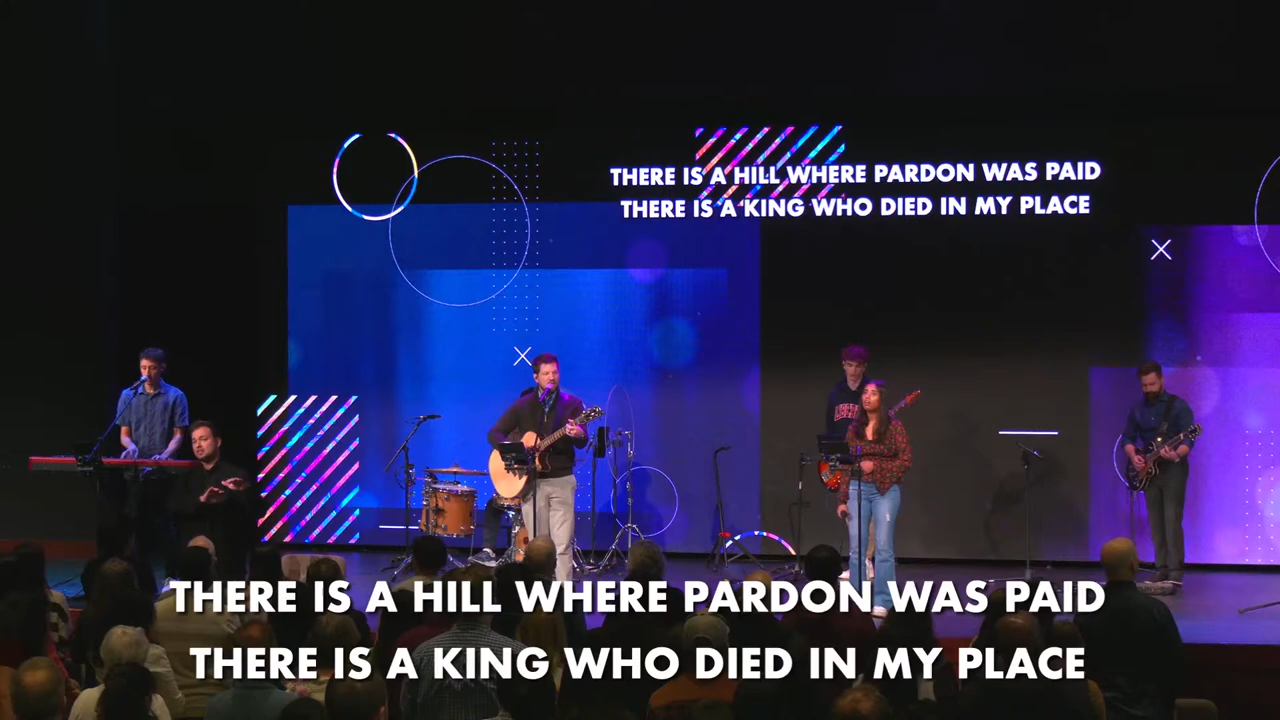 THERE IS A HILL WHERE PARDON WAS PAID
THERE IS A KING WHO DIED IN MY PLACE
THERE IS A HILL WHERE PARDON WAS PAID
THERE IS A KING WHO DIED IN MY PLACE